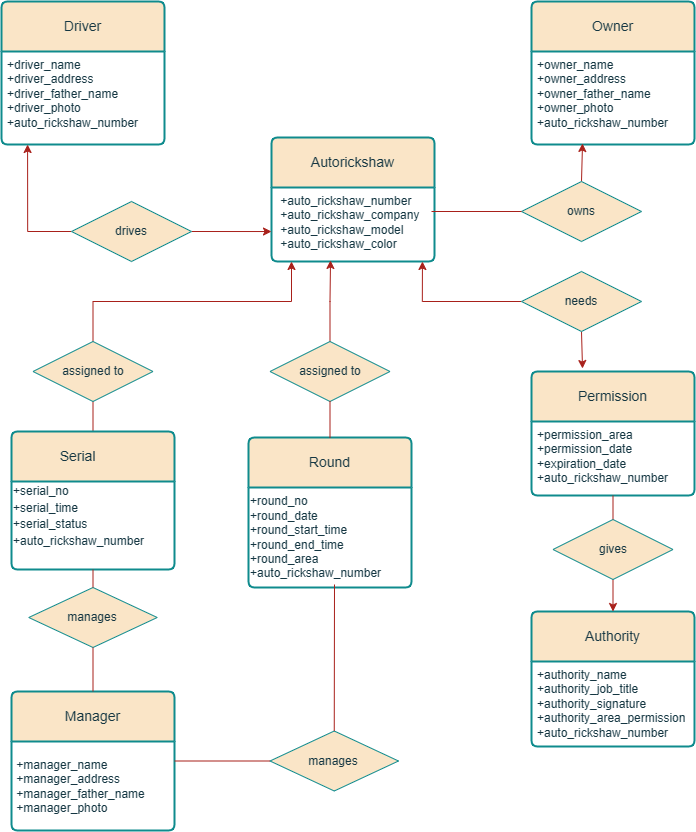 Driver
+driver_name
+driver_address
+driver_father_name
+driver_photo
+auto_rickshaw_number
Owner
+owner_name
+owner_address
+owner_father_name
+owner_photo
+auto_rickshaw_number
Autorickshaw
+auto_rickshaw_number
+auto_rickshaw_company
+auto_rickshaw_model
+auto_rickshaw_color
drives
owns
needs
assigned to
assigned to
Permission
+permission_area
+permission_date
+expiration_date
+auto_rickshaw_number
Serial
+serial_no
+serial_time
+serial_status
+auto_rickshaw_number
Round
+round_no
+round_date
+round_start_time
+round_end_time
+round_area
+auto_rickshaw_number
gives
manages
Authority
+authority_name
+authority_job_title
+authority_signature
+authority_area_permission
+auto_rickshaw_number
Manager
+manager_name
+manager_address
+manager_father_name
+manager_photo
manages